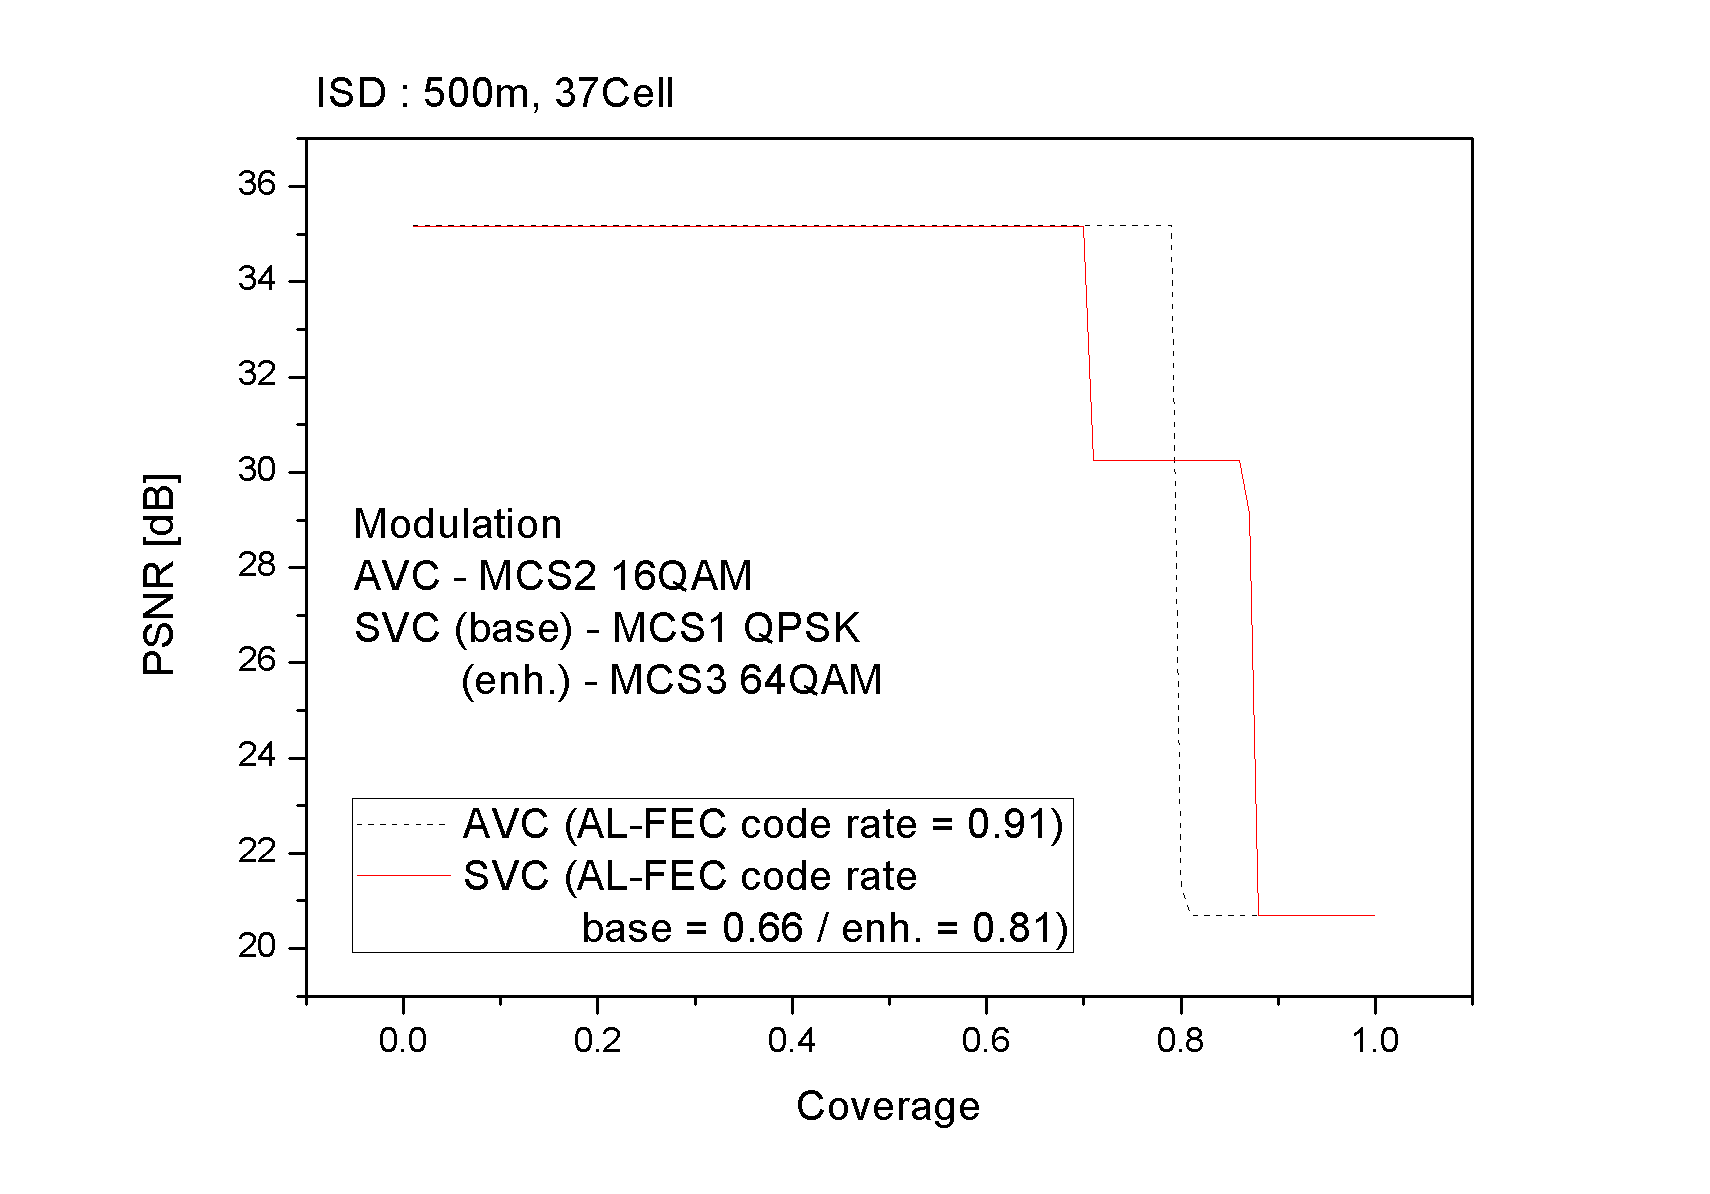 ISD : 500m, 37Cell
36
34
32
30
28
26
24
22
20
PSNR [dB]
Modulation
AVC - MCS2 16QAM
SVC (base) - MCS1 QPSK
(enh.) - MCS3 64QAM
AVC (AL-FEC code rate = 0.91)
SVC (AL-FEC code rate
base = 0.66 / enh. = 0.81)
0.0 0.2 0.4 0.6 0.8 1.0
Coverage